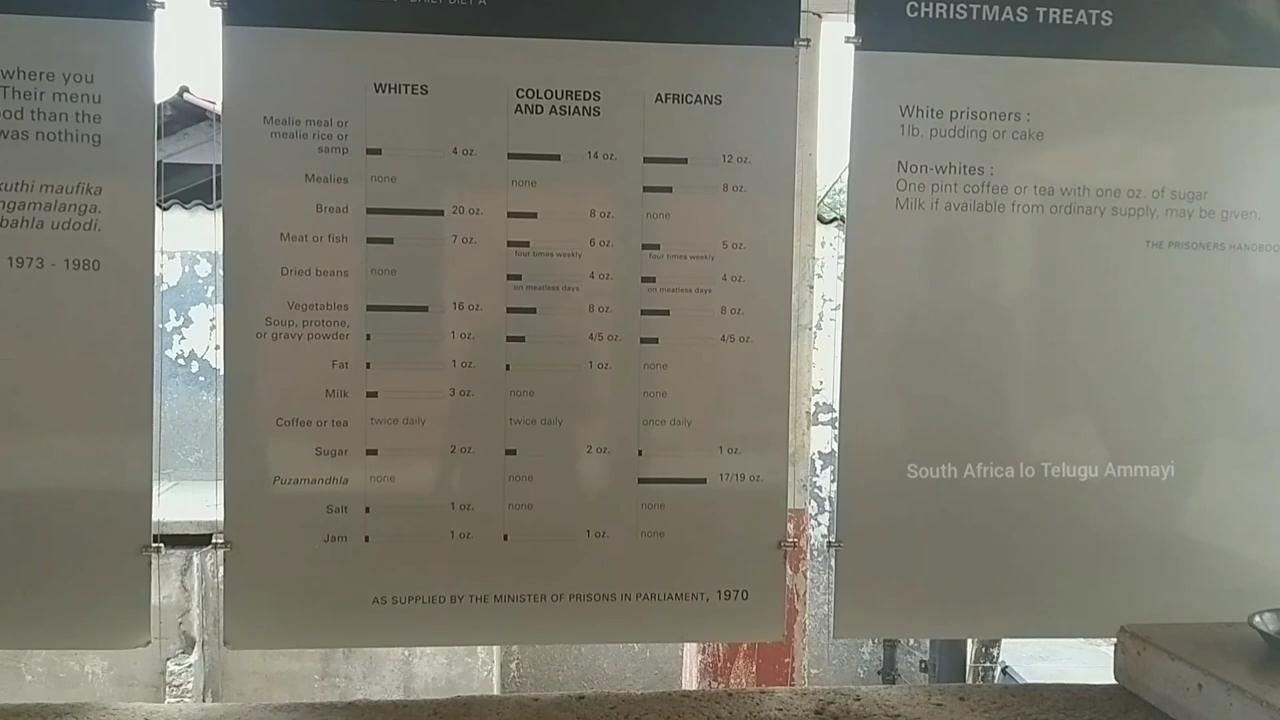 where you
Their menu
than the
was nothing
kuthi maufika
ngamalanga.
bahla udodi.
1973 - 1980
DAILY DIET A
WHITES
COLOUREDS
AND ASIANS
AFRICANS
Mealie meal or
mealie rice or
samp
4 oz.
14 oz.
12 oz.
Mealies
none
none
8 oz.
Bread
20 oz.
8 oz.
none
Meat or fish
7 oz.
6 oz.
four times weekly
5 oz.
four times weekly
Dried beans
none
4 oz.
on meatless days
4 oz.
on meatless days
Vegetables
16 oz.
8 oz.
8 oz.
Soup, protone,
or gravy powder
1 oz.
4/5 oz.
4/5 oz.
Fat
1 oz.
1 oz.
none
Milk
3 oz.
none
none
Coffee or tea
twice daily
twice daily
once daily
Sugar
2 oz.
2 oz.
1 oz.
Puzamandhla
none
none
17/19 oz.
Salt
1 oz.
none
none
Jam
1 oz.
1 oz.
none
AS SUPPLIED BY THE MINISTER OF PRISONS IN PARLIAMENT, 1970
CHRISTMAS TREATS
White prisoners :
1lb. pudding or cake
Non-whites :
One pint coffee or tea with one oz. of sugar
Milk if available from ordinary supply, may be given.
THE PRISONERS HANDBOO
South Africa lo Telugu Ammayi